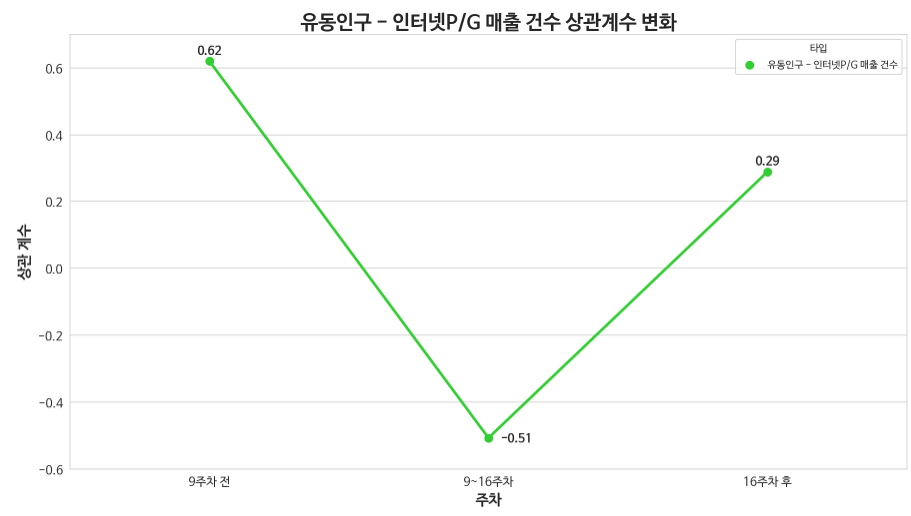 유동인구 - 인터넷P/G 매출 건수 상관계수 변화
타입
유동인구 - 인터넷P/G 매출 건수
상관 계수
0.6
0.4
0.2
0.0
-0.2
-0.4
-0.6
0.62
-0.51
0.29
9주차 전
9~16주차
16주차 후
주차